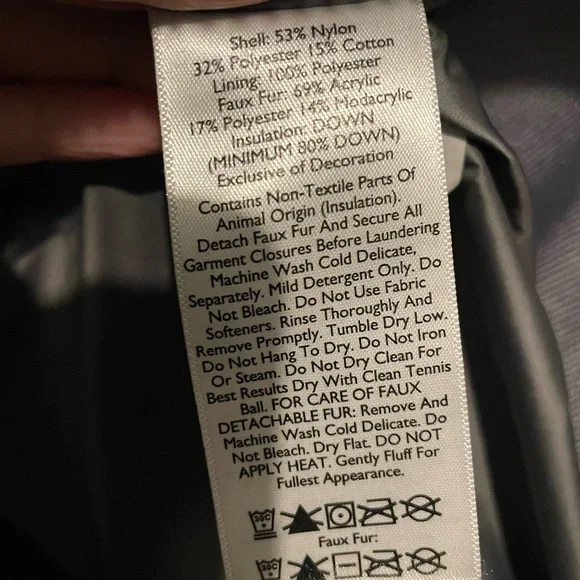 Shell: 53% Nylon
32% Polyester 15% Cotton
Lining: 100% Polyester
Faux Fur: 69% Acrylic
17% Polyester 14% Modacrylic
Insulation: DOWN
(MINIMUM 80% DOWN)
Exclusive of Decoration
Contains Non-Textile Parts Of
Animal Origin (Insulation).
Detach Faux Fur And Secure All
Garment Closures Before Laundering
Machine Wash Cold Delicate,
Separately. Mild Detergent Only. Do
Not Bleach. Do Not Use Fabric
Softeners. Rinse Thoroughly And
Remove Promptly. Tumble Dry Low.
Do Not Hang To Dry. Do Not Iron
Or Steam. Do Not Dry Clean For
Best Results Dry With Clean Tennis
Ball. FOR CARE OF FAUX
DETACHABLE FUR: Remove And
Machine Wash Cold Delicate. Do
Not Bleach. Dry Flat. DO NOT
APPLY HEAT. Gently Fluff For
Fullest Appearance.
30C
Faux Fur:
30C